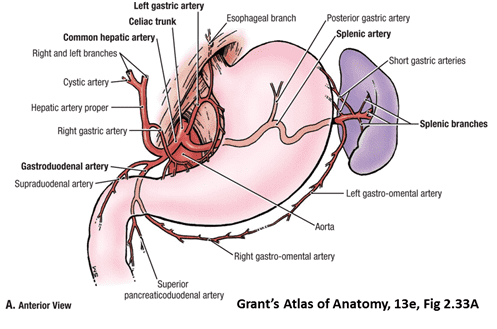 Left gastric artery
Celiac trunk
Common hepatic artery
Right and left branches
Cystic artery
Hepatic artery proper
Right gastric artery
Gastroduodenal artery
Supraduodenal artery
Esophageal branch
Posterior gastric artery
Splenic artery
Short gastric arteries
Splenic branches
Left gastro-omental artery
Aorta
Right gastro-omental artery
Superior
pancreaticoduodenal artery
A. Anterior View
Grant's Atlas of Anatomy, 13e, Fig 2.33A